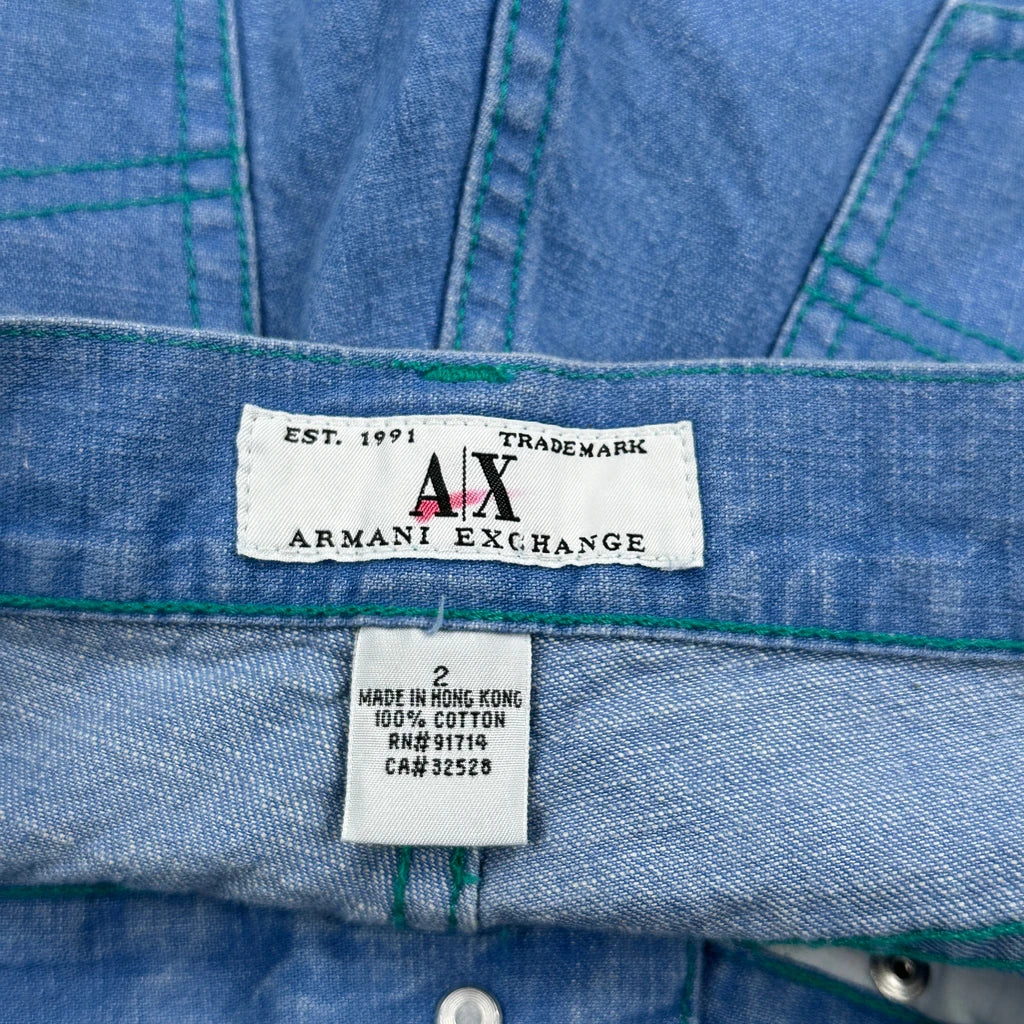 EST. 1991 TRADEMARK
A|X
ARMANI EXCHANGE
2
MADE IN HONG KONG
100% COTTON
RN#91714
CA#32528